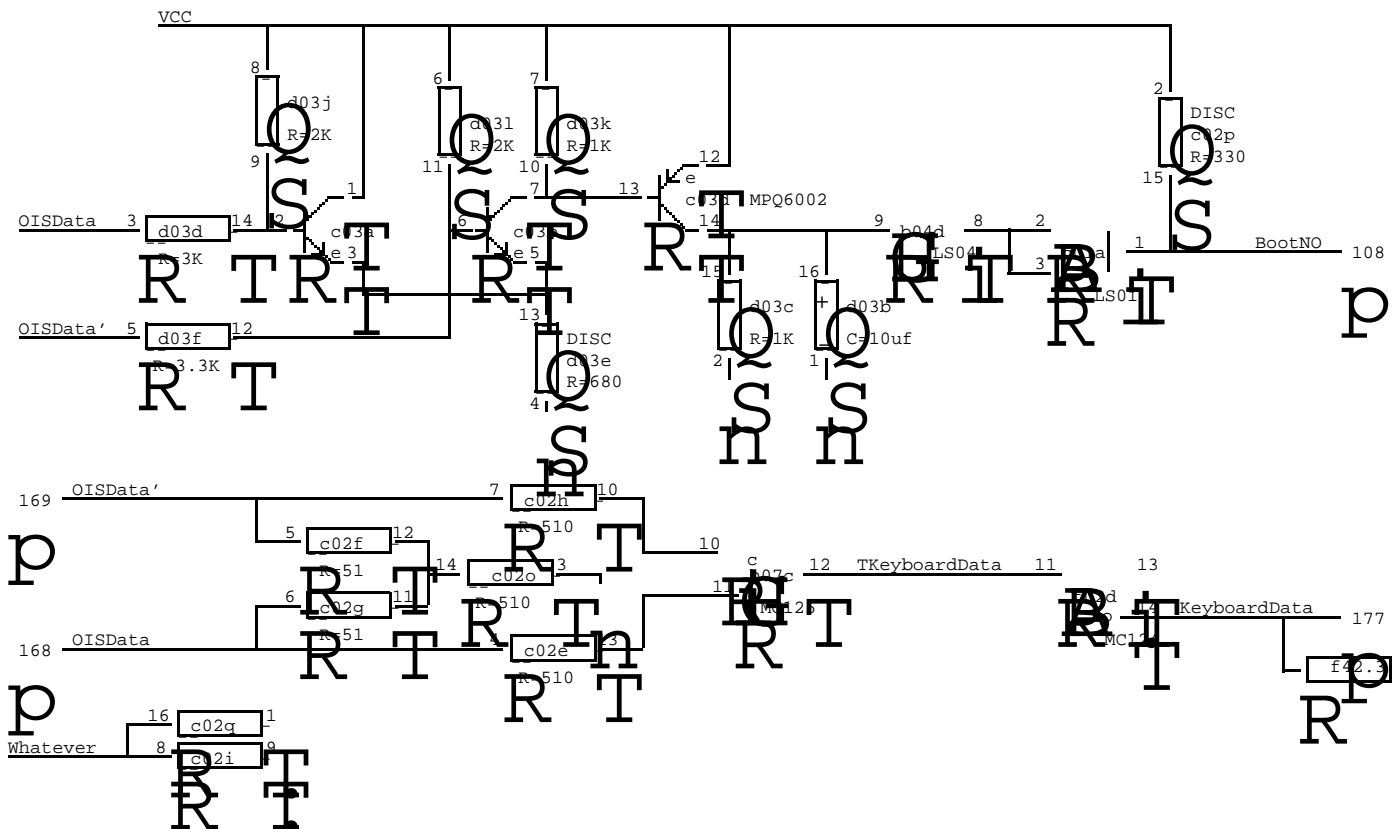 VCC
8 6 7 2
d03j d03l d03k DISC
R=2K R=2K R=1K c02p
R=330
9 11 10 12 15
1 7 13 e
c03d MPQ6002
OISData 3 d03d 14 2 c03a 6 14 9 b04d 8 2 1 BootNO 108
R=3K e 3 e 5 LS04 3 LS01
15 16
13 d03c + d03b
OISData' 5 d03f 12 DISC R=1K C=10uf
R=3.3K d03e 2 1
R=680
4
169 OISData' 7 c02h 10
R=510
5 c02f 12 10
R=51 14 c02o 3 c 12 TKeyboardData 11 13
6 c02g 11 R=510 11 b07c 14 KeyboardData 177
R=51
168 OISData 4 c02e 13
R=510 f42.3
16 c02q 1
Whatever 8 c02i 9
Q Q Q Q
S S S S
R T R T R T R T G R T B R T p
R T Q Q Q
S S S
n n n
p R T R T R T R T n R T B R T p
p R T R
R T
R T